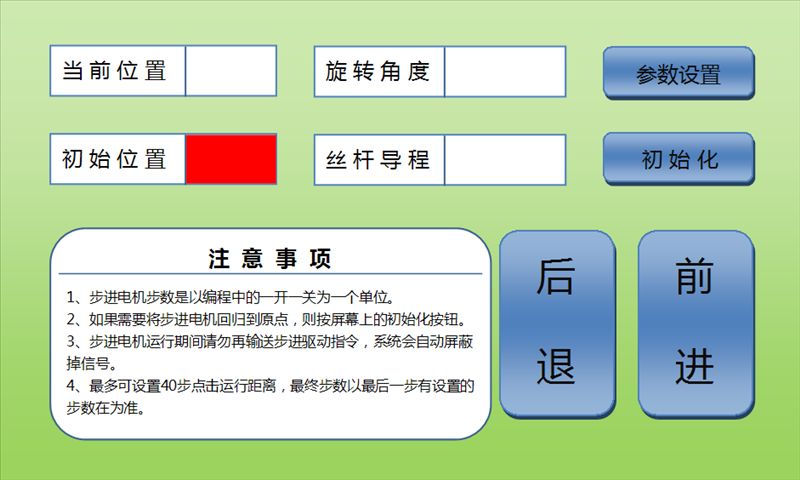 当前位置
旋转角度
参数设置
初始位置
丝杆导程
初始化
注意事项
1、步进电机步数是以编程中的一开一关为一个单位。
2、如果需要将步进电机回归到原点，则按屏幕上的初始化按钮。
3、步进电机运行期间请勿再输送步进驱动指令，系统会自动屏蔽
掉信号。
4、最多可设置40步点击运行距离，最终步数以最后一步有设置的
步数在为准。
后退
前进